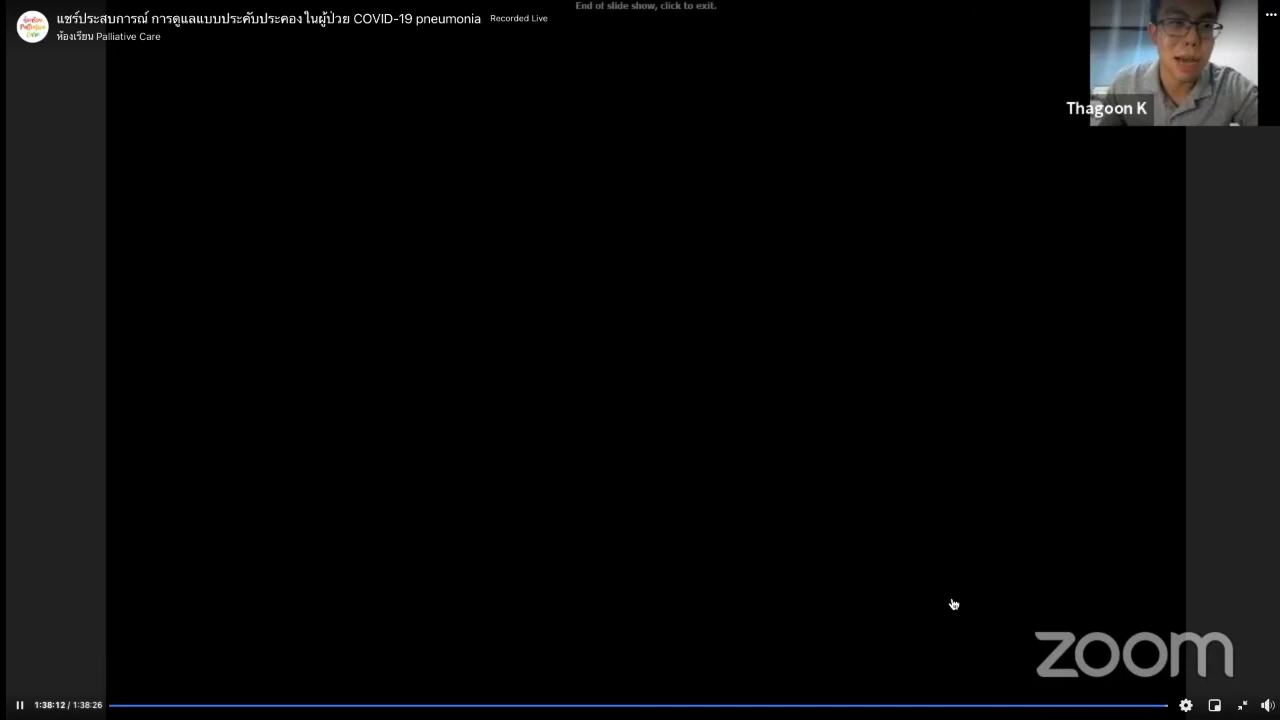 End of slide show, click to exit.
แชร์ประสบการณ์ การดูแลแบบประคับประคอง ในผู้ป่วย COVID-19 pneumonia Recorded Live
ห้องเรียน Palliative Care
Thagoon K
zoom
1:38:12 / 1:38:26